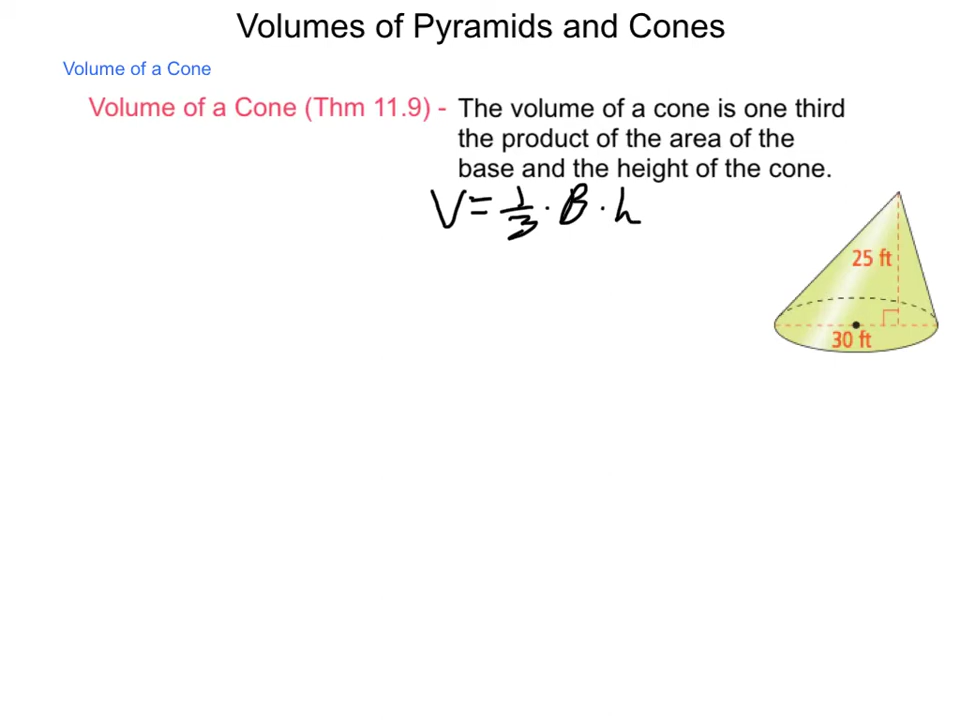 Volumes of Pyramids and Cones
Volume of a Cone
Volume of a Cone (Thm 11.9) - The volume of a cone is one third
the product of the area of the
base and the height of the cone.
V = 1/3 · B · h
25 ft
30 ft